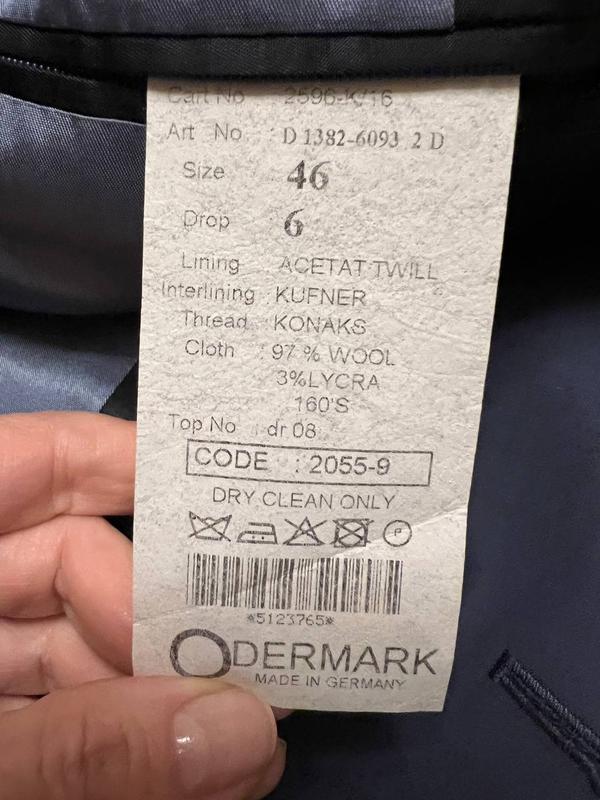 Cart No : 2596-K/16
Art No : D 1382-6093 2 D
Size 46
Drop 6
Lining ACETAT TWILL
Interlining : KUFNER
Thread : KONAKS
Cloth : 97 % WOOL
3%LYCRA
160'S
Top No : dr 08
CODE : 2055-9
DRY CLEAN ONLY
P
*5123765*
ODERMARK
MADE IN GERMANY